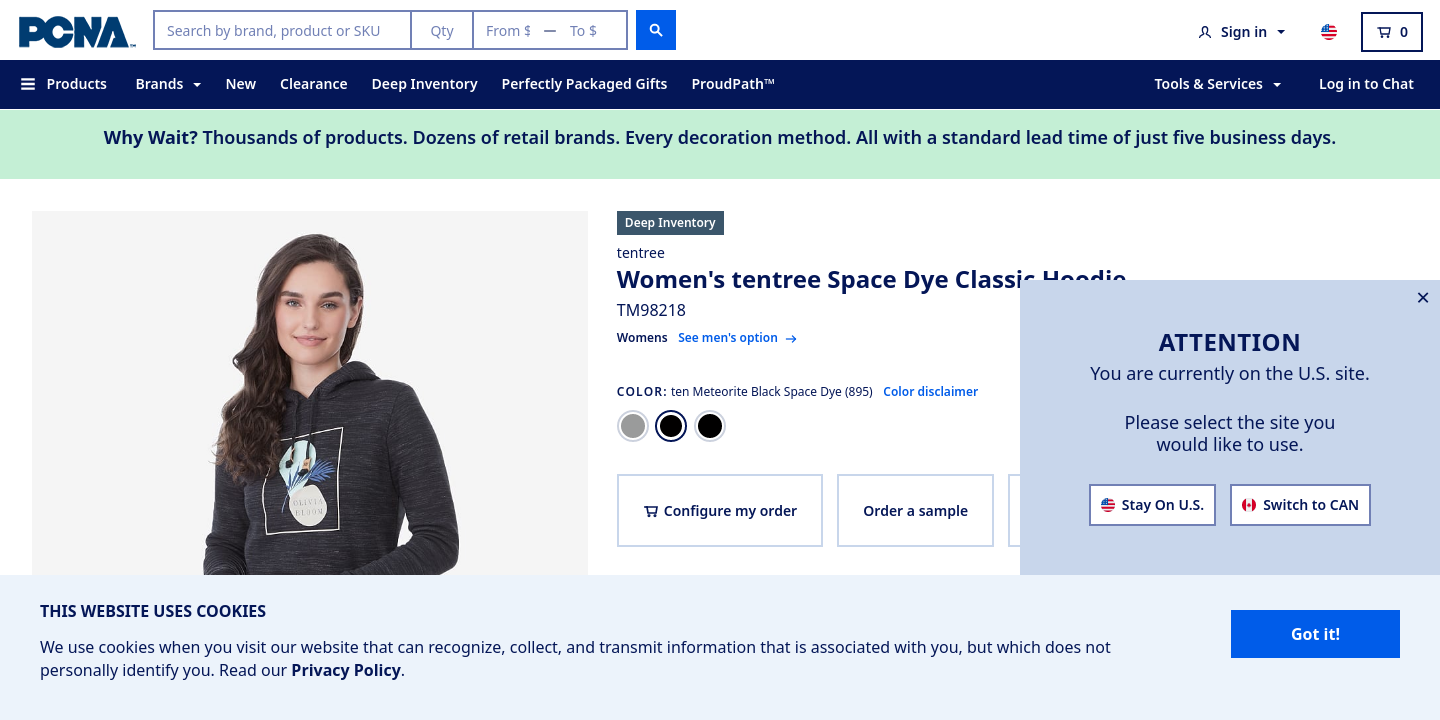 PCNA™
Search by brand, product or SKU
Qty
From $ — To $
Sign in
0
Products
Brands
New
Clearance
Deep Inventory
Perfectly Packaged Gifts
ProudPath™
Tools & Services
Log in to Chat
Why Wait? Thousands of products. Dozens of retail brands. Every decoration method. All with a standard lead time of just five business days.
Deep Inventory
tentree
Women's tentree Space Dye Classic Hoodie
TM98218
Womens See men's option →
COLOR: ten Meteorite Black Space Dye (895) Color disclaimer
Configure my order
Order a sample
OLIVIA
BLOOM
ATTENTION
You are currently on the U.S. site.
Please select the site you
would like to use.
Stay On U.S.
Switch to CAN
THIS WEBSITE USES COOKIES
We use cookies when you visit our website that can recognize, collect, and transmit information that is associated with you, but which does not
personally identify you. Read our Privacy Policy.
Got it!